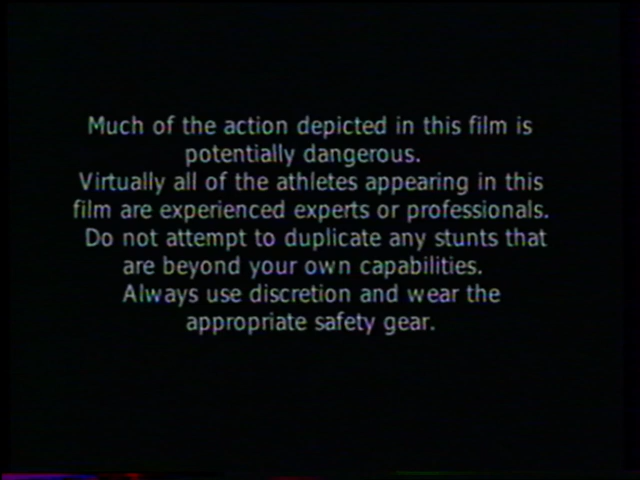 Much of the action depicted in this film is
potentially dangerous.
Virtually all of the athletes appearing in this
film are experienced experts or professionals.
Do not attempt to duplicate any stunts that
are beyond your own capabilities.
Always use discretion and wear the
appropriate safety gear.